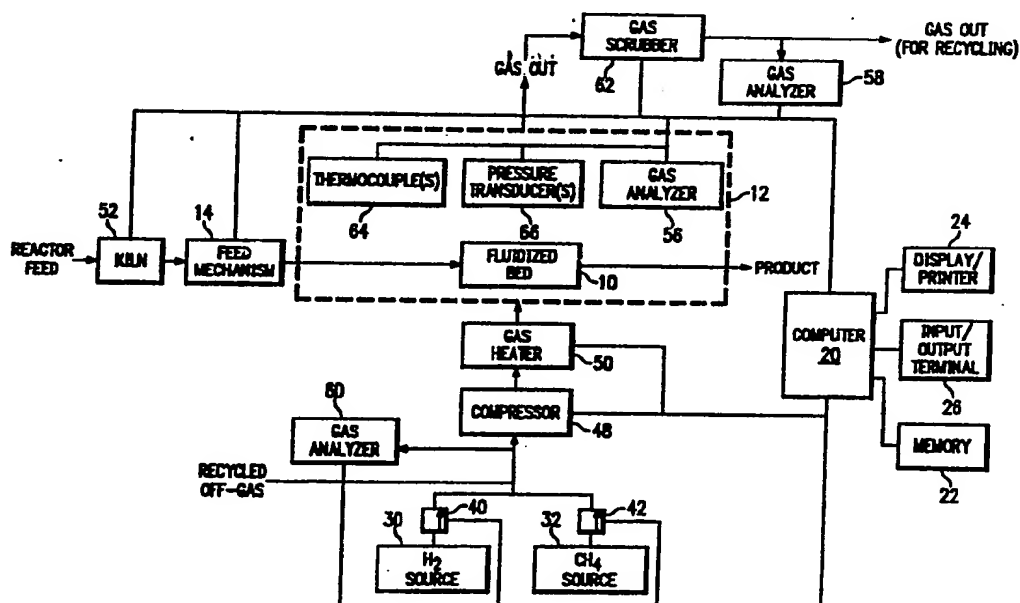 GAS
SCRUBBER
62
GAS OUT
GAS OUT
(FOR RECYCLING)
GAS
ANALYZER
58
THERMOCOUPLE(S)
64
PRESSURE
TRANSDUCER(S)
66
GAS
ANALYZER
56
12
52
REACTOR
FEED
KILN
14
FEED
MECHANISM
FLUIDIZED
BED
10
PRODUCT
24
DISPLAY/
PRINTER
COMPUTER
20
INPUT/
OUTPUT
TERMINAL
26
MEMORY
22
GAS
HEATER
50
COMPRESSOR
48
60
GAS
ANALYZER
RECYCLED
OFF-GAS
40
42
30
H2
SOURCE
32
CH4
SOURCE